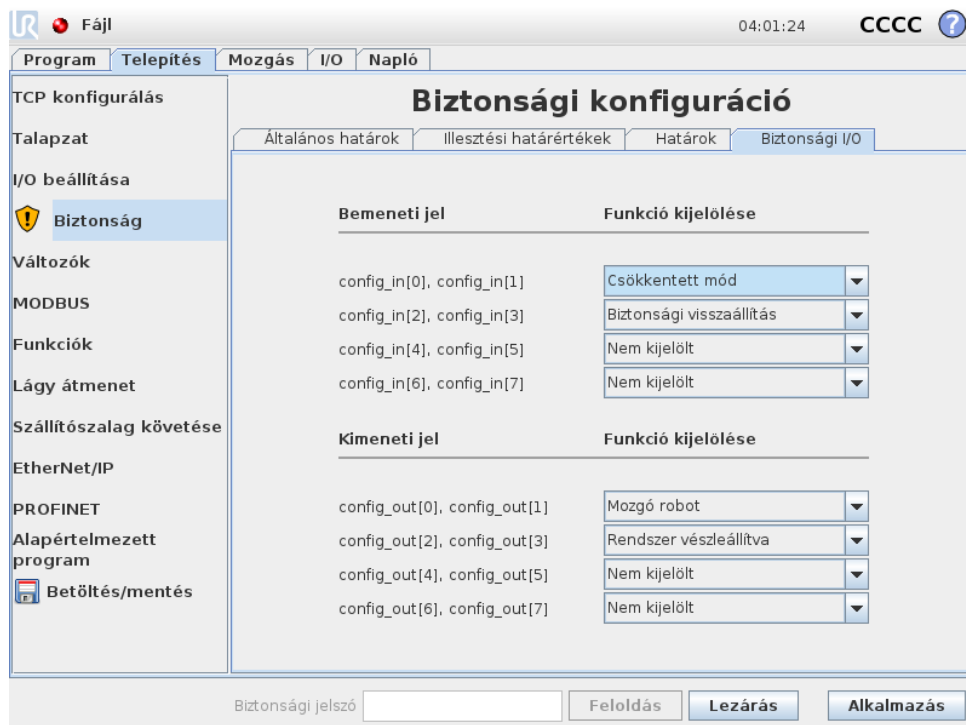 UR Fájl 04:01:24 CCCC ?
Program Telepítés Mozgás I/O Napló
TCP konfigurálás
Talapzat
I/O beállítása
Biztonság
Változók
MODBUS
Funkciók
Lágy átmenet
Szállítószalag követése
EtherNet/IP
PROFINET
Alapértelmezett
program
Betöltés/mentés
Biztonsági konfiguráció
Általános határok Illesztési határértékek Határok Biztonsági I/O
Bemeneti jel Funkció kijelölése
config_in[0], config_in[1] Csökkentett mód
config_in[2], config_in[3] Biztonsági visszaállítás
config_in[4], config_in[5] Nem kijelölt
config_in[6], config_in[7] Nem kijelölt
Kimeneti jel Funkció kijelölése
config_out[0], config_out[1] Mozgó robot
config_out[2], config_out[3] Rendszer vészleállítva
config_out[4], config_out[5] Nem kijelölt
config_out[6], config_out[7] Nem kijelölt
Biztonsági jelszó Feloldás Lezárás Alkalmazás